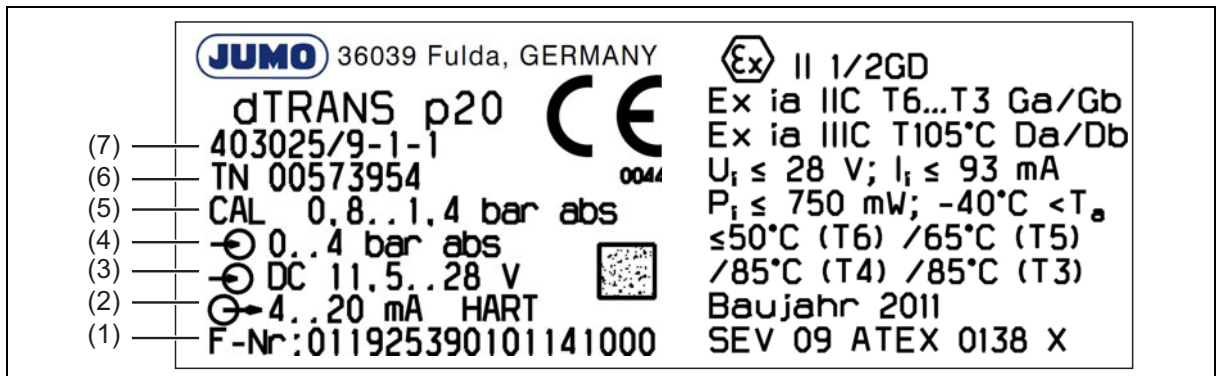 JUMO 36039 Fulda, GERMANY
dTRANS p20
CE
0044
(7) 403025/9-1-1
(6) TN 00573954
(5) CAL 0,8..1,4 bar abs
(4) 0..4 bar abs
(3) DC 11,5..28 V
(2) 4..20 mA HART
(1) F-Nr:011925390101141000
Ex II 1/2GD
Ex ia IIC T6...T3 Ga/Gb
Ex ia IIIC T105°C Da/Db
Ui ≤ 28 V; Ii ≤ 93 mA
Pi ≤ 750 mW; -40°C <Ta
≤50°C (T6) /65°C (T5)
/85°C (T4) /85°C (T3)
Baujahr 2011
SEV 09 ATEX 0138 X